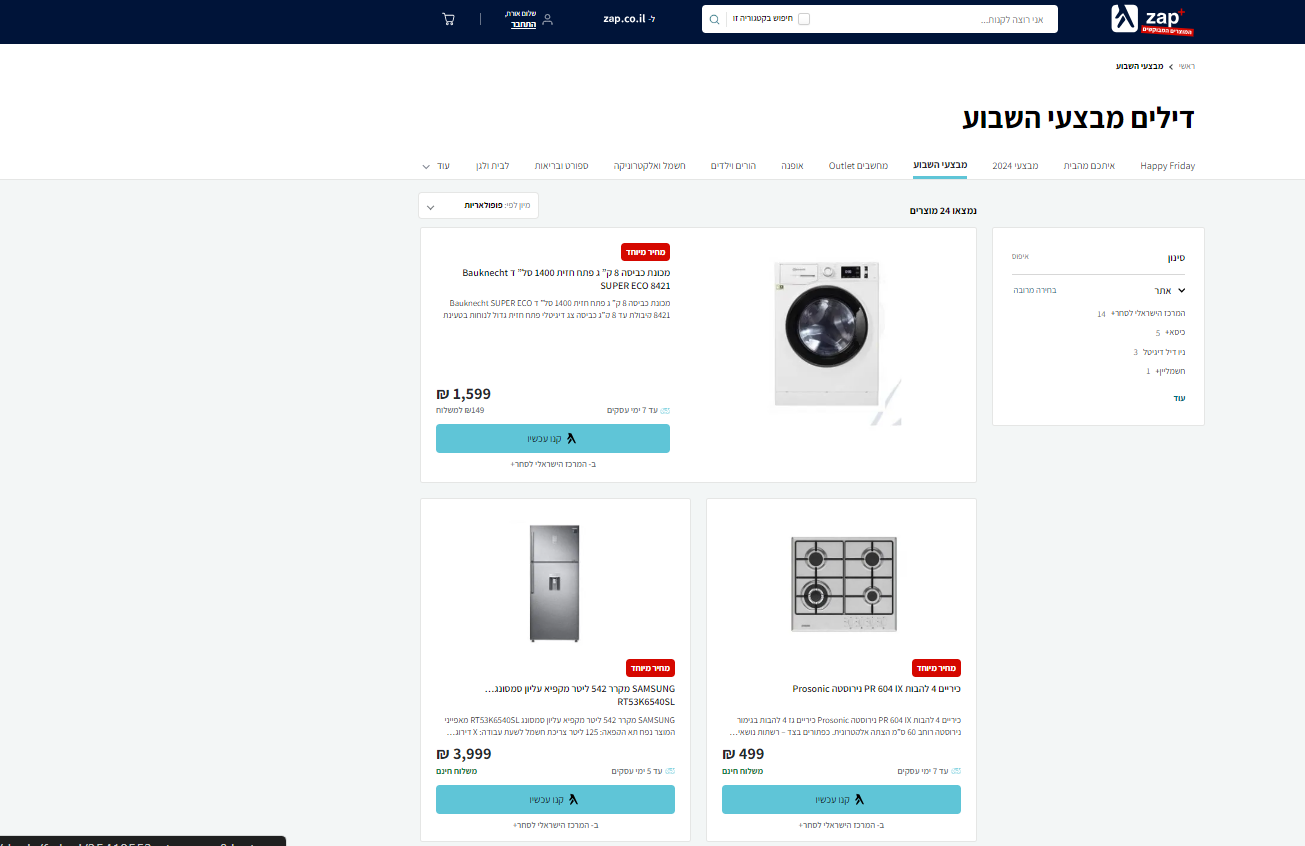 zap+
המוצרים המבוקשים
אני רוצה לקנות...
חיפוש בקטגוריה זו
ל- zap.co.il
שלום אורח,
התחבר
ראשי > מבצעי השבוע
דילים מבצעי השבוע
Happy Friday
איתכם מהבית
מבצעי 2024
מבצעי השבוע
מחשבים Outlet
אופנה
הורים וילדים
חשמל ואלקטרוניקה
ספורט ובריאות
לבית ולגן
עוד
נמצאו 24 מוצרים
מיון לפי: פופולאריות
סינון
איפוס
אתר
בחירה מרובה
המרכז הישראלי לסחר+ 14
כיסא+ 5
ניו דיל דיגיטל 3
חשמליין+ 1
עוד
מחיר מיוחד
מכונת כביסה 8 ק" ג פתח חזית 1400 סל" ד Bauknecht
SUPER ECO 8421
מכונת כביסה 8 ק" ג פתח חזית 1400 סל" ד Bauknecht SUPER ECO
8421 קיבולת עד 8 ק"ג כביסה צג דיגיטלי פתח חזית גדול לנוחות בטעינת
1,599 ₪
עד 7 ימי עסקים
149₪ למשלוח
קנו עכשיו
ב- המרכז הישראלי לסחר+
מחיר מיוחד
כיריים 4 להבות PR 604 IX נירוסטה Prosonic
כיריים 4 להבות PR 604 IX נירוסטה Prosonic כיריים גז 4 להבות בגימור
נירוסטה רוחב 60 ס"מ הצתה אלקטרונית. כפתורים בצד – רשתות נושאי...
499 ₪
עד 7 ימי עסקים
משלוח חינם
קנו עכשיו
ב- המרכז הישראלי לסחר+
מחיר מיוחד
SAMSUNG מקרר 542 ליטר מקפיא עליון סמסונג...
RT53K6540SL
SAMSUNG מקרר 542 ליטר מקפיא עליון סמסונג RT53K6540SL מאפייני
המוצר נפח תא הקפאה: 125 ליטר צריכת חשמל לשעת עבודה: X דירוג...
3,999 ₪
עד 5 ימי עסקים
משלוח חינם
קנו עכשיו
ב- המרכז הישראלי לסחר+